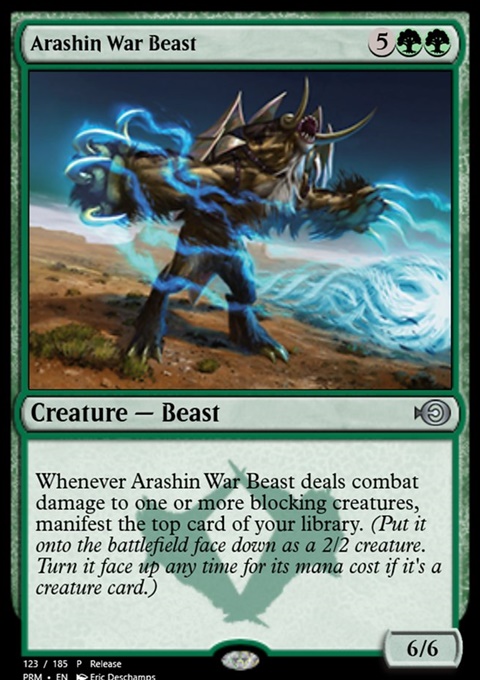 Arashin War Beast 5
Creature — Beast
Whenever Arashin War Beast deals combat
damage to one or more blocking creatures,
manifest the top card of your library. (Put it
onto the battlefield face down as a 2/2 creature.
Turn it face up any time for its mana cost if it's a
creature card.)
6/6
123 / 185 P Release
PRM • EN Eric Deschamps